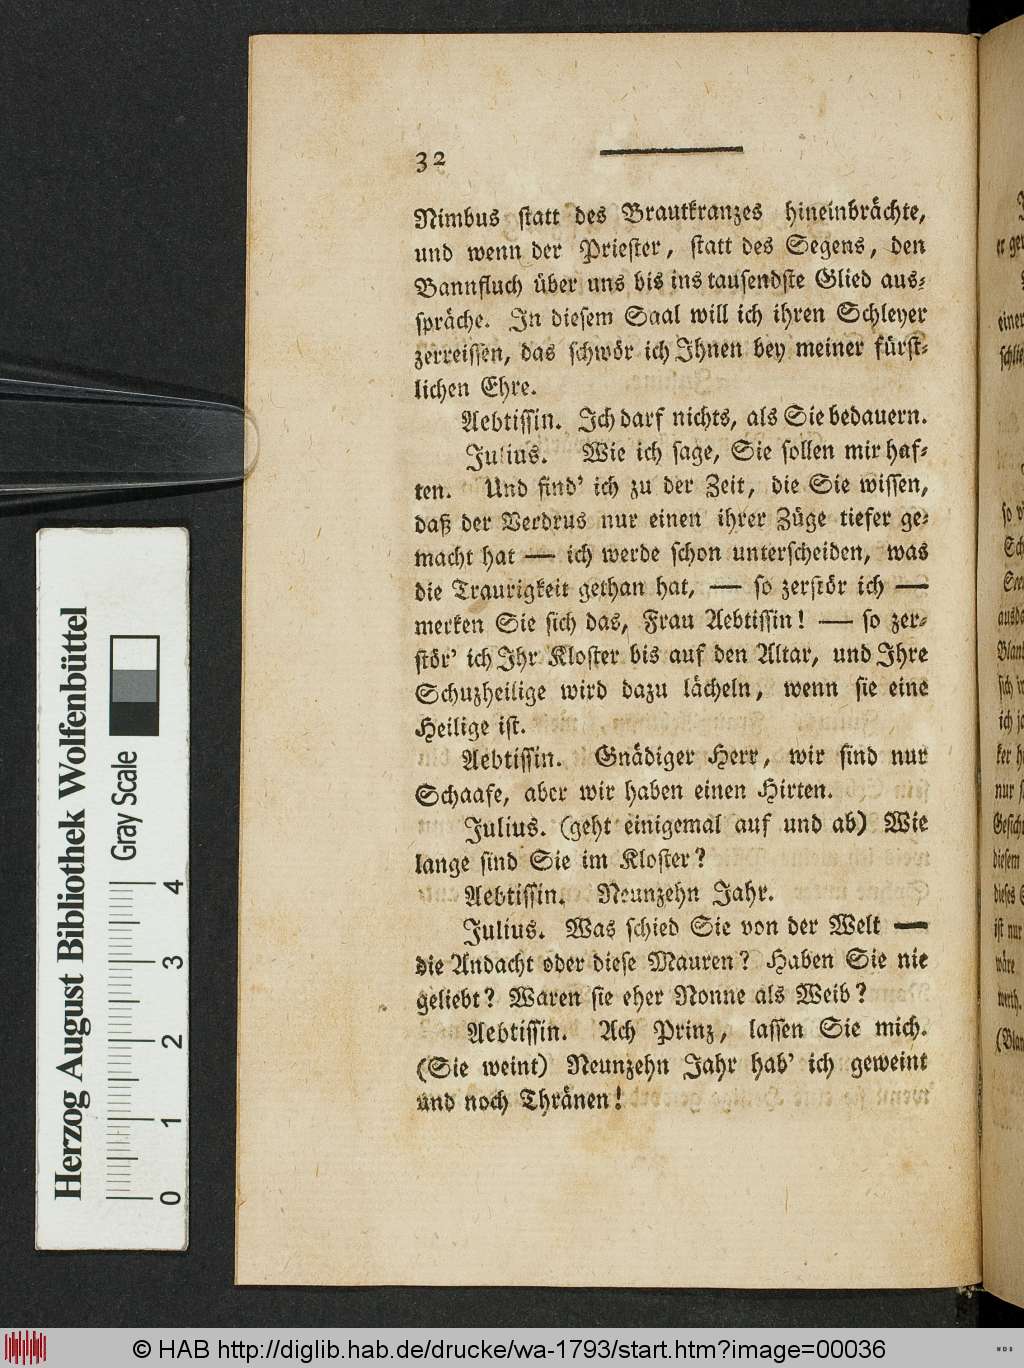 32
Nimbus ſtatt des Brautkranzes hineinbrächte,
und wenn der Prieſter, ſtatt des Segens, den
Bannfluch über uns bis ins tauſendſte Glied aus⸗
ſpräche. In dieſem Saal will ich ihren Schleyer
zerreiſſen, das ſchwör ich Ihnen bey meiner fürſt⸗
lichen Ehre.
Aebtiſſin. Ich darf nichts, als Sie bedauern.
Julius. Wie ich ſage, Sie ſollen mir haf⸗
ten. Und find' ich zu der Zeit, die Sie wiſſen,
daß der Verdrus nur einen ihrer Züge tiefer ge⸗
macht hat — ich werde ſchon unterſcheiden, was
die Traurigkeit gethan hat, — ſo zerſtör ich —
merken Sie ſich das, Frau Aebtiſſin! — ſo zer⸗
ſtör' ich Ihr Kloſter bis auf den Altar, und Ihre
Schuzheilige wird dazu lächeln, wenn ſie eine
Heilige iſt.
Aebtiſſin. Gnädiger Herr, wir ſind nur
Schaafe, aber wir haben einen Hirten.
Julius. (geht einigemal auf und ab) Wie
lange ſind Sie im Kloſter?
Aebtiſſin. Neunzehn Jahr.
Julius. Was ſchied Sie von der Welt —
die Andacht oder dieſe Mauren? Haben Sie nie
geliebt? Waren ſie eher Nonne als Weib?
Aebtiſſin. Ach Prinz, laſſen Sie mich.
(Sie weint) Neunzehn Jahr hab' ich geweint
und noch Thränen!
Herzog August Bibliothek Wolfenbüttel
Gray Scale
0 1 2 3 4
© HAB http://diglib.hab.de/drucke/wa-1793/start.htm?image=00036